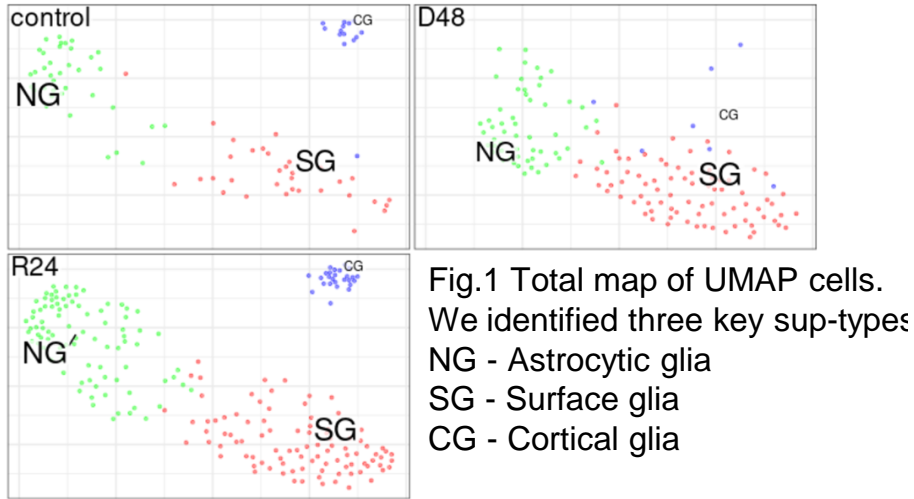 control
CG
NG
SG
D48
CG
NG
SG
R24
CG
NG′
SG
Fig.1 Total map of UMAP cells.
We identified three key sup-types
NG - Astrocytic glia
SG - Surface glia
CG - Cortical glia